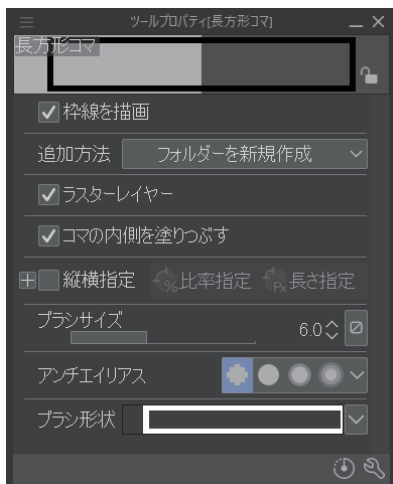 ツールプロパティ[長方形コマ]
長方形コマ
枠線を描画
追加方法 フォルダーを新規作成
ラスターレイヤー
コマの内側を塗りつぶす
縦横指定 比率指定 長さ指定
ブラシサイズ 6.0
アンチエイリアス
ブラシ形状